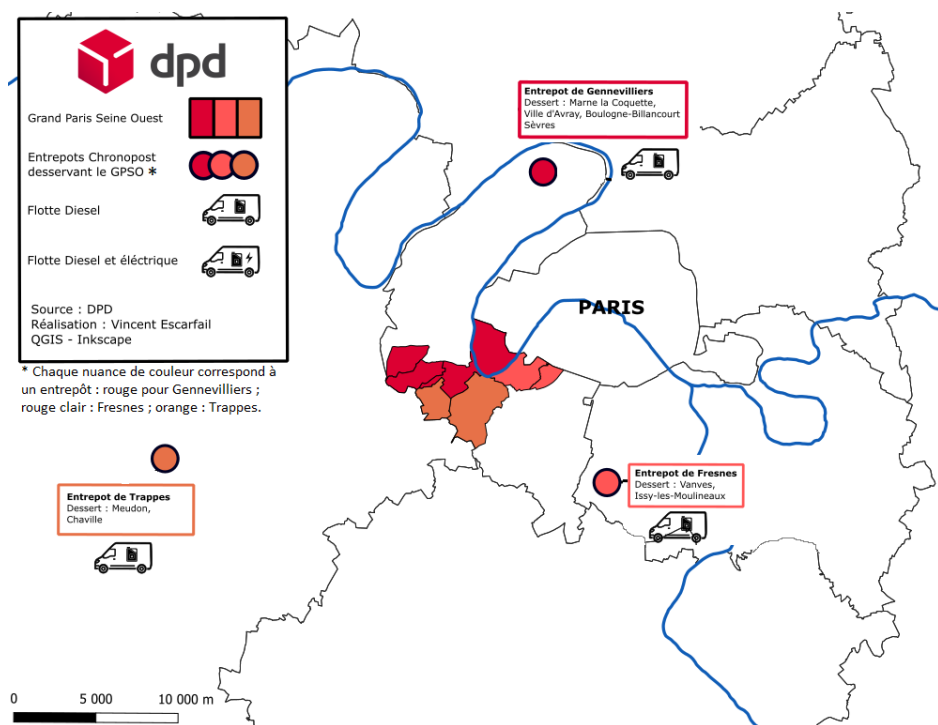 dpd
Grand Paris Seine Ouest
Entrepots Chronopost
desservant le GPSO *
Flotte Diesel
Flotte Diesel et éléctrique
Source : DPD
Réalisation : Vincent Escarfail
QGIS - Inkscape
* Chaque nuance de couleur correspond à
un entrepôt : rouge pour Gennevilliers ;
rouge clair : Fresnes ; orange : Trappes.
Entrepot de Gennevilliers
Dessert : Marne la Coquette,
Ville d'Avray, Boulogne-Billancourt
Sèvres
PARIS
Entrepot de Trappes
Dessert : Meudon,
Chaville
Entrepot de Fresnes
Dessert : Vanves,
Issy-les-Moulineaux
0 5 000 10 000 m